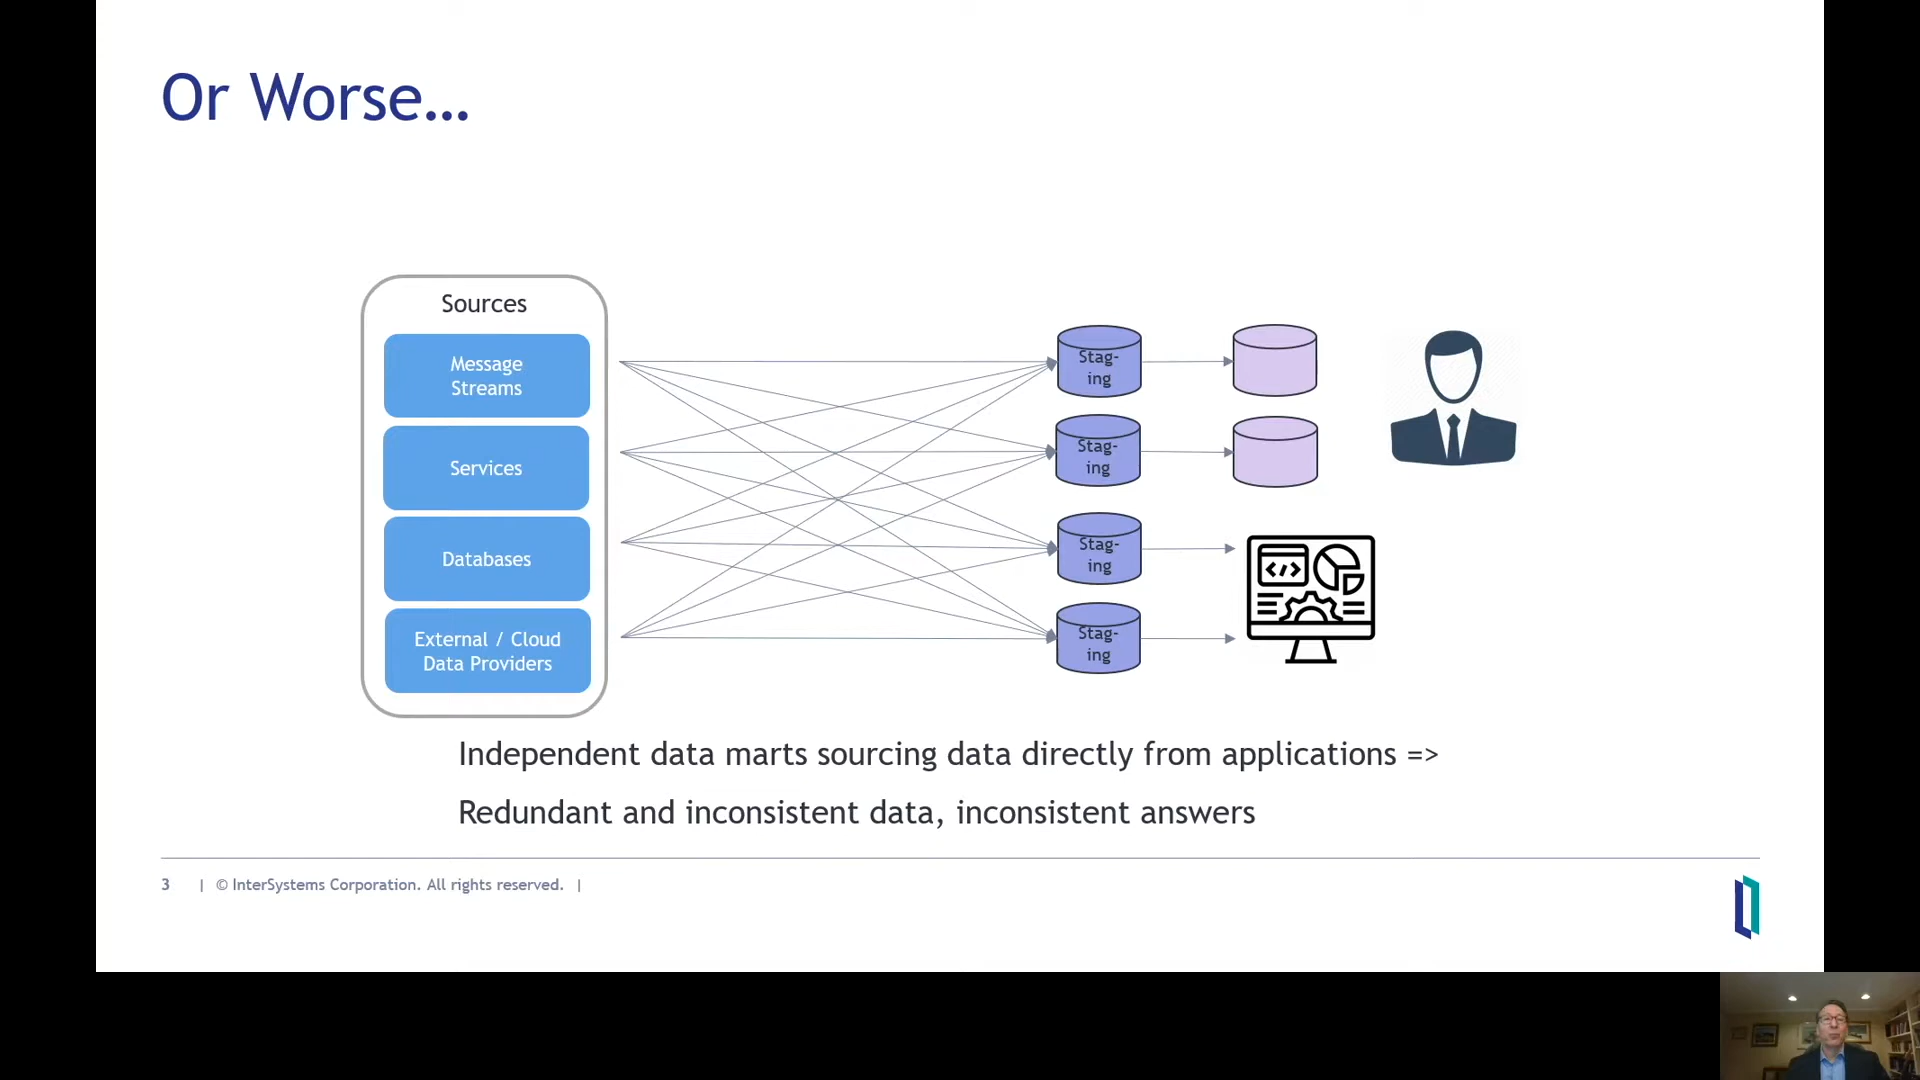 Or Worse…
Sources
Message
Streams
Services
Databases
External / Cloud
Data Providers
Stag-
ing
Stag-
ing
Stag-
ing
Stag-
ing
Independent data marts sourcing data directly from applications =>
Redundant and inconsistent data, inconsistent answers
3 | © InterSystems Corporation. All rights reserved. |